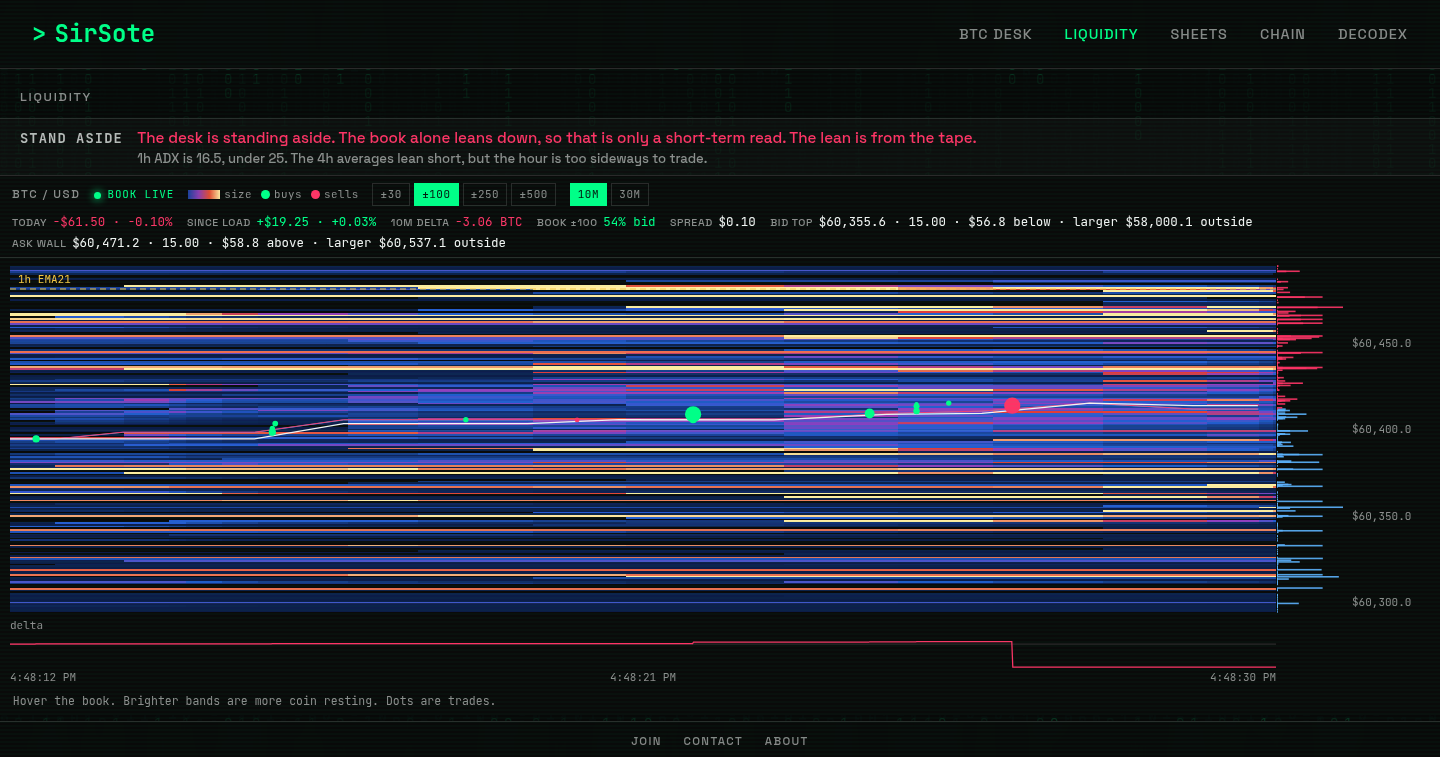 > SirSote
BTC DESK LIQUIDITY SHEETS CHAIN DECODEX
LIQUIDITY
STAND ASIDE The desk is standing aside. The book alone leans down, so that is only a short-term read. The lean is from the tape.
1h ADX is 16.5, under 25. The 4h averages lean short, but the hour is too sideways to trade.
BTC / USD BOOK LIVE size buys sells ±30 ±100 ±250 ±500 10M 30M
TODAY -$61.50 · -0.10% SINCE LOAD +$19.25 · +0.03% 10M DELTA -3.06 BTC BOOK ±100 54% bid SPREAD $0.10 BID TOP $60,355.6 · 15.00 · $56.8 below · larger $58,000.1 outside
ASK WALL $60,471.2 · 15.00 · $58.8 above · larger $60,537.1 outside
1h EMA21
$60,450.0
$60,400.0
$60,350.0
$60,300.0
delta
4:48:12 PM 4:48:21 PM 4:48:30 PM
Hover the book. Brighter bands are more coin resting. Dots are trades.
JOIN CONTACT ABOUT